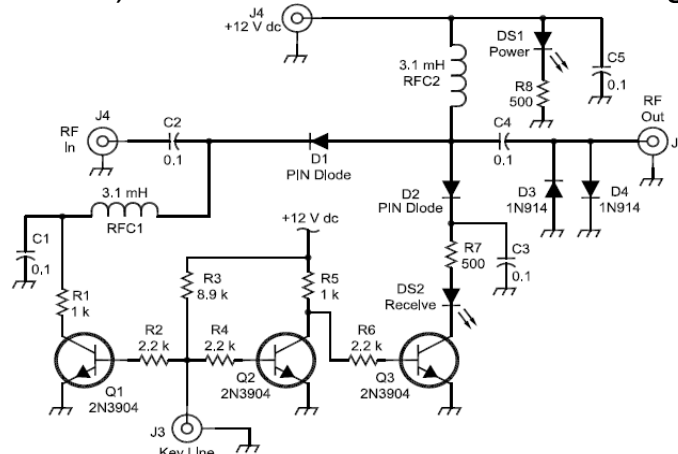 J4
+12 V dc
DS1
Power
3.1 mH
RFC2
C5
0.1
R8
500
J4
RF
In
C2
0.1
D1
PIN Diode
C4
0.1
RF
Out
J
3.1 mH
RFC1
D2
PIN Diode
D3
1N914
D4
1N914
C1
0.1
+12 V dc
R7
500
C3
0.1
R1
1 k
R3
8.9 k
R5
1 k
DS2
Receive
R2
2.2 k
R4
2.2 k
R6
2.2 k
Q1
2N3904
Q2
2N3904
Q3
2N3904
J3
Key Line